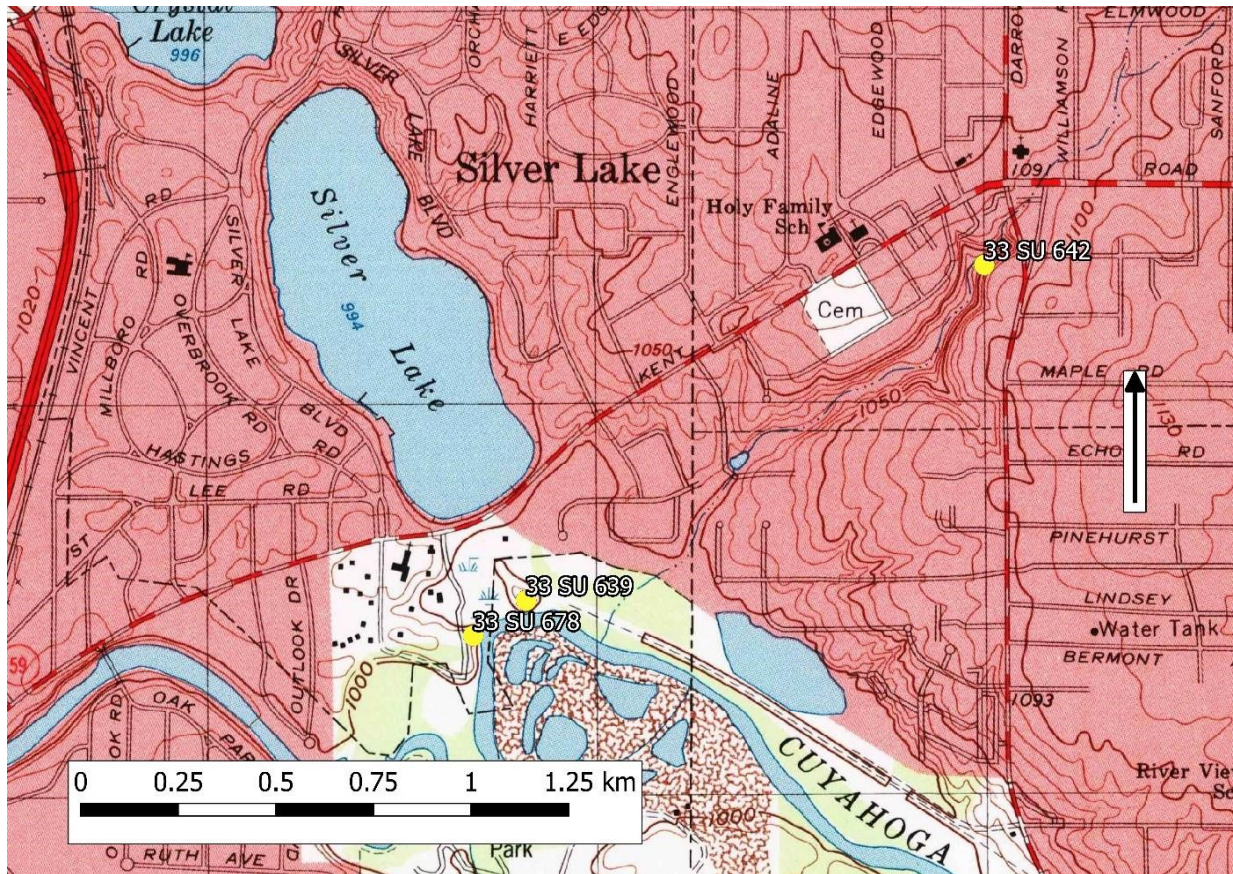 Crystal
Lake
996
SILVER
LAKE
BLVD
HARRIETT
EDGE
ENGLEWOOD
ADALINE
EDGEWOOD
DARROW
WILLIAMSON
ELMWOOD
SANFORD
1091
ROAD
1100
Silver Lake
Holy Family
Sch
33 SU 642
Cem
Silver
994
Lake
1020
VINCENT
ST
MILLBORO
RD
RD
OVERBROOK RD
SILVER
LAKE
BLVD
RD
HASTINGS
LEE RD
1050
KENT
1050
MAPLE RD
1130
ECHO RD
PINEHURST
LINDSEY
Water Tank
BERMONT
1093
33 SU 639
33 SU 678
59
OUTLOOK DR
1000
OAK
PARK
0 0.25 0.5 0.75 1 1.25 km
RUTH AVE
Park
1000
CUYAHOGA
River View